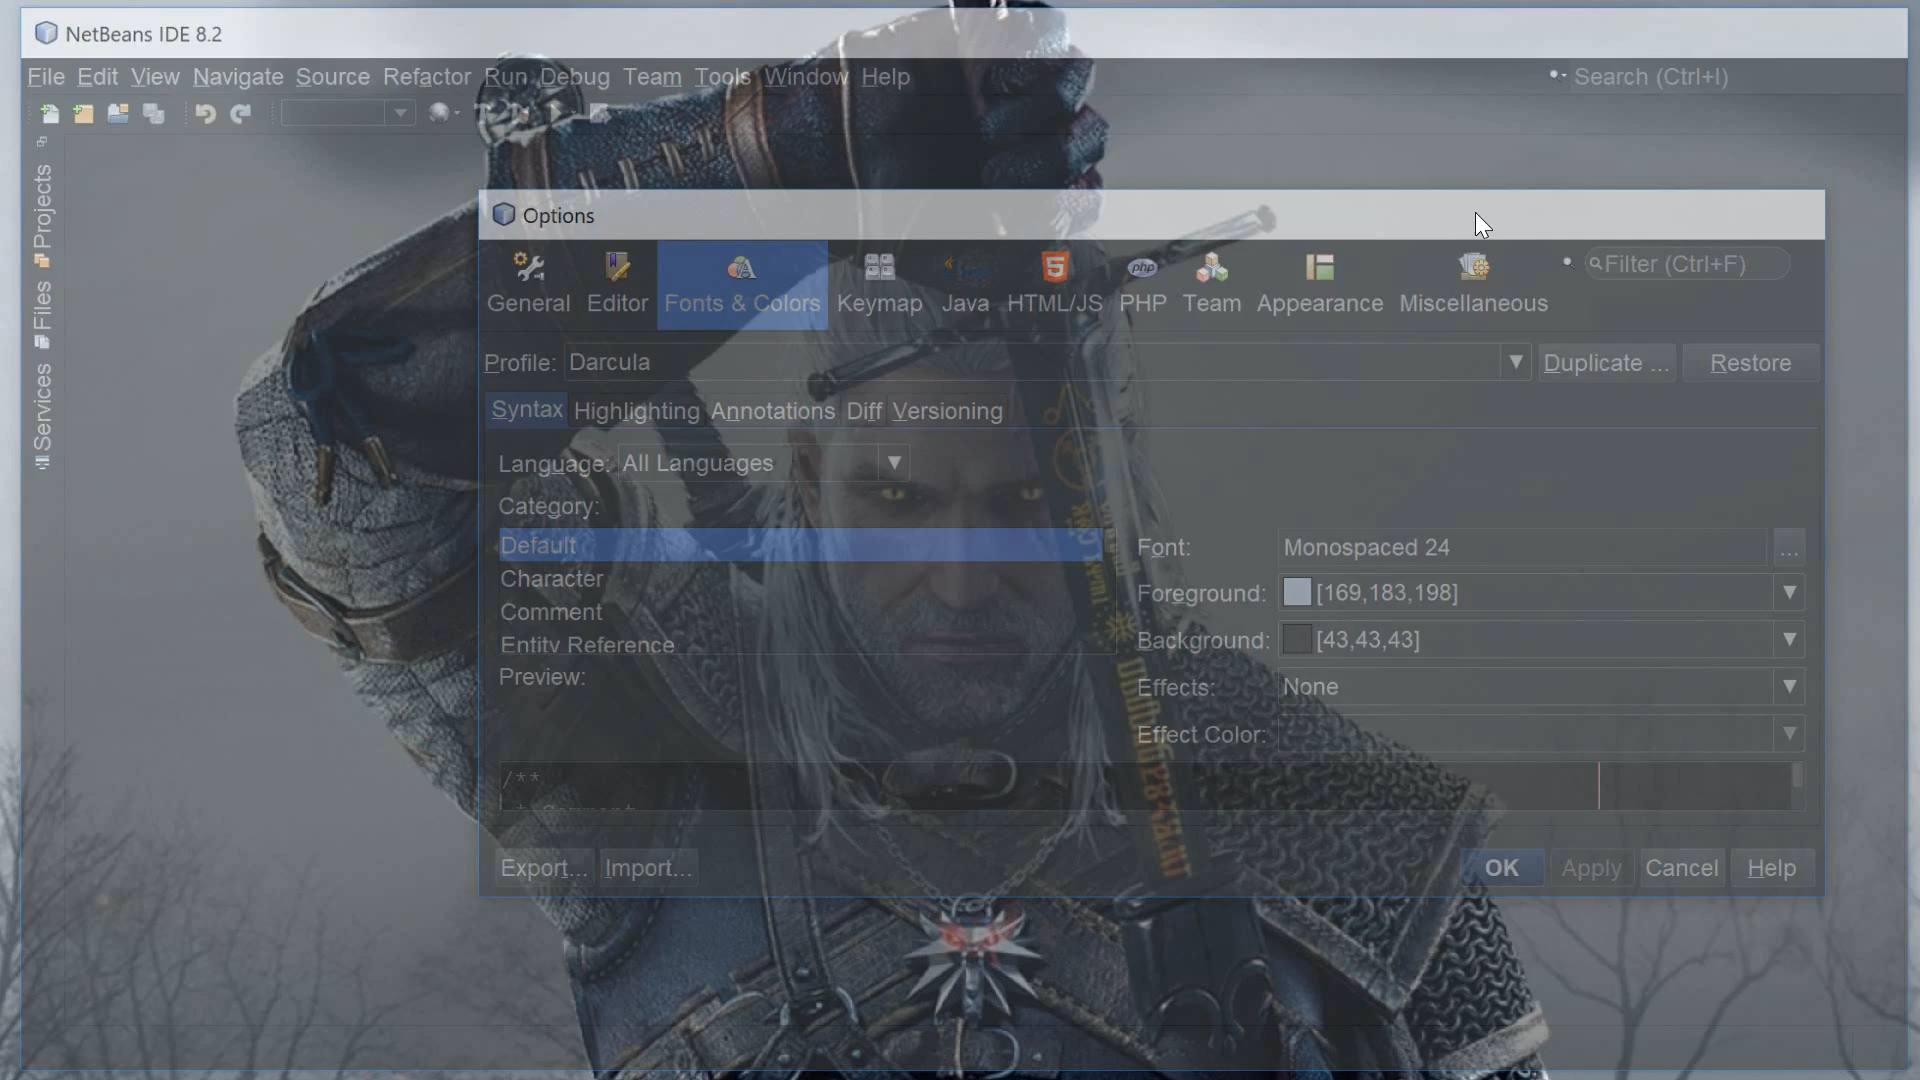 NetBeans IDE 8.2
File Edit View Navigate Source Refactor Run Debug Team Tools Window Help
Search (Ctrl+I)
Projects
Files
Services
Options
General Editor Fonts & Colors Keymap Java HTML/JS PHP Team Appearance Miscellaneous
Filter (Ctrl+F)
Profile: Darcula Duplicate ... Restore
Syntax Highlighting Annotations Diff Versioning
Language: All Languages
Category:
Default
Character
Comment
Entity Reference
Preview:
Font: Monospaced 24 ...
Foreground: [169,183,198]
Background: [43,43,43]
Effects: None
Effect Color:
/**
* Comment
Export... Import...
OK Apply Cancel Help